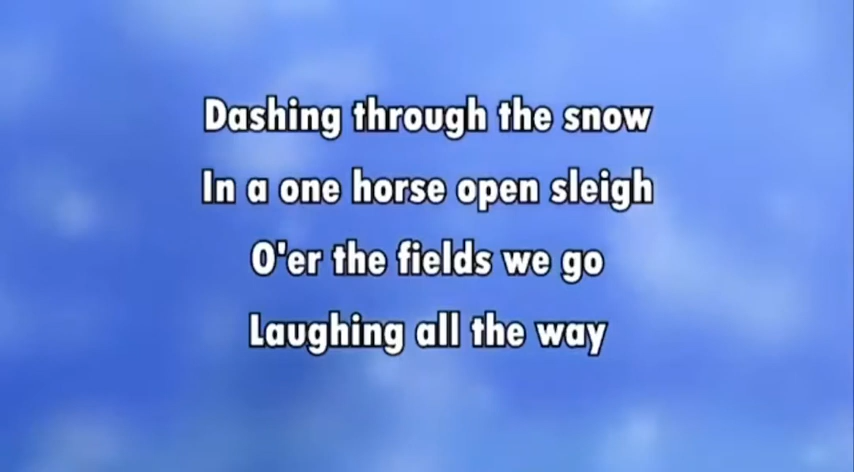 Dashing through the snow
In a one horse open sleigh
O'er the fields we go
Laughing all the way